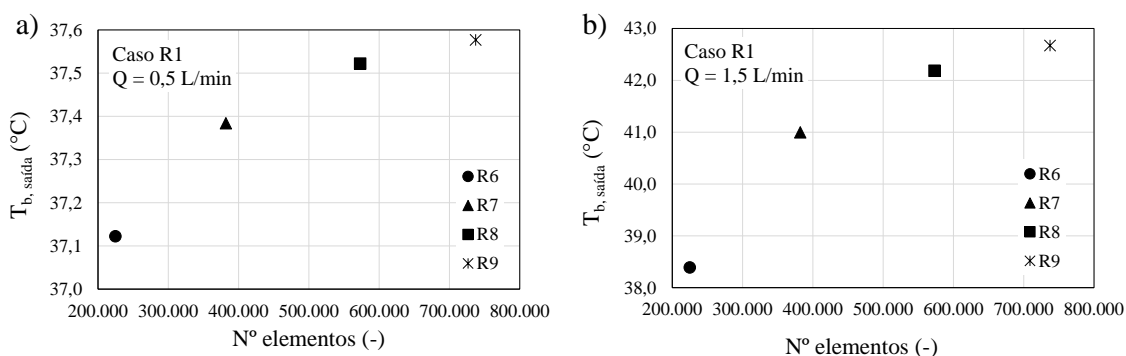 a)
37,6
37,5
37,4
37,3
37,2
37,1
37,0
Caso R1
Q = 0,5 L/min
R6
R7
R8
R9
200.000 300.000 400.000 500.000 600.000 700.000 800.000
Nº elementos (-)
T b, saída (°C)
b)
43,0
42,0
41,0
40,0
39,0
38,0
Caso R1
Q = 1,5 L/min
R6
R7
R8
R9
200.000 300.000 400.000 500.000 600.000 700.000 800.000
Nº elementos (-)
T b, saída (°C)